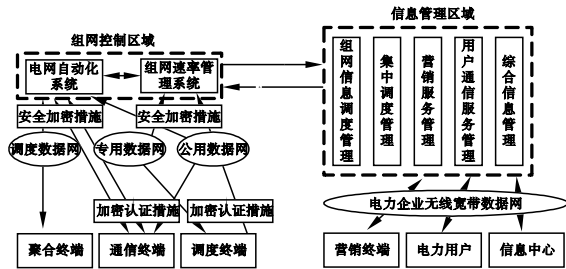 组网控制区域
信息管理区域
电网自动化
系统
组网速率管
理系统
组网信息调度管理
集中调度管理
营销服务管理
用户通信服务管理
综合信息管理
安全加密措施
安全加密措施
调度数据网
专用数据网
公用数据网
电力企业无线宽带数据网
加密认证措施
加密认证措施
聚合终端
通信终端
调度终端
营销终端
电力用户
信息中心